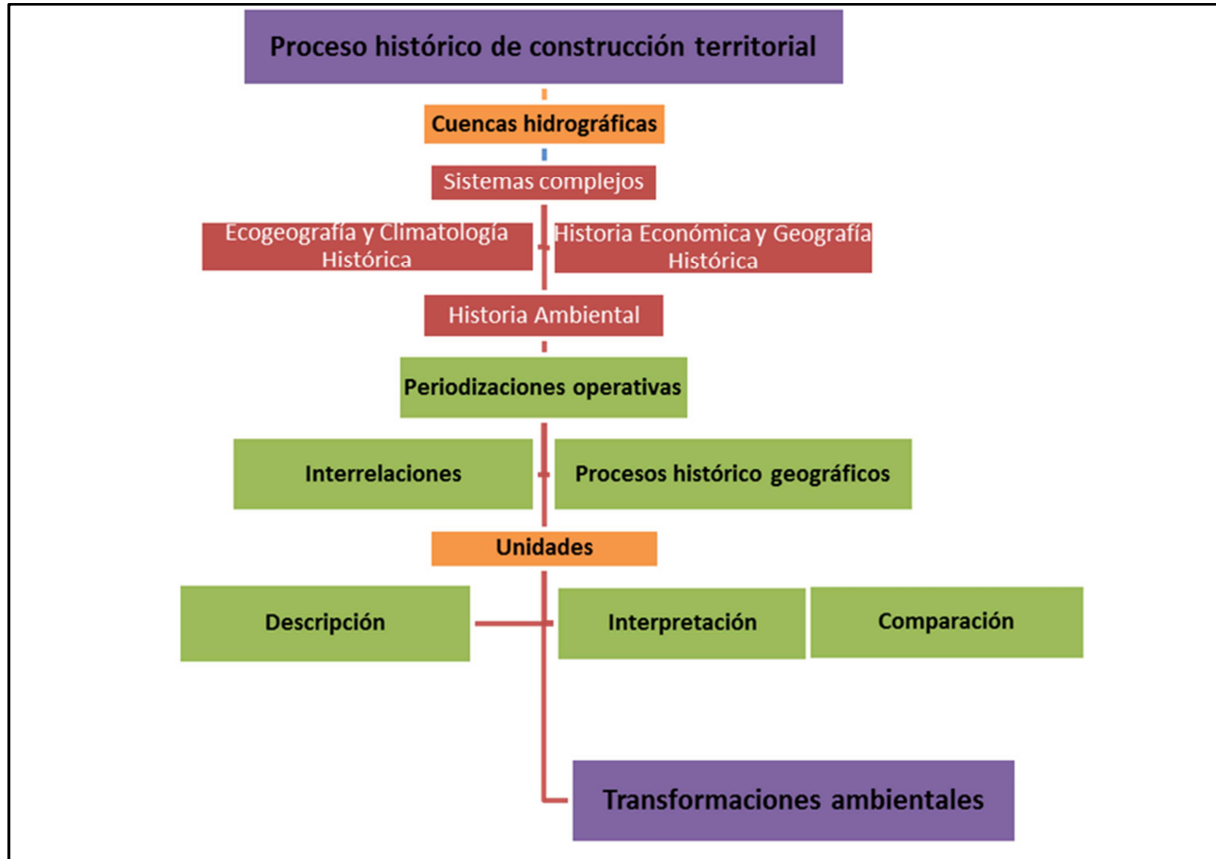 Proceso histórico de construcción territorial
Cuencas hidrográficas
Sistemas complejos
Ecogeografía y Climatología
Histórica
Historia Económica y Geografía
Histórica
Historia Ambiental
Periodizaciones operativas
Interrelaciones
Procesos histórico geográficos
Unidades
Descripción
Interpretación
Comparación
Transformaciones ambientales